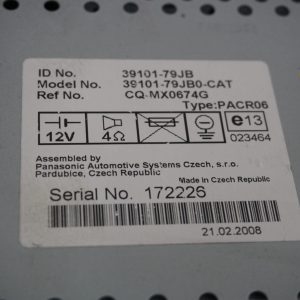 ID No. 39101-79JB
Model No. 39101-79JB0-CAT
Ref No. CQ-MX0674G
Type:PACR06
12V 4Ω e13
023464
Assembled by
Panasonic Automotive Systems Czech, s.r.o.
Pardubice, Czech Republic
Made in Czech Republic
Serial No. 172226
21.02.2008